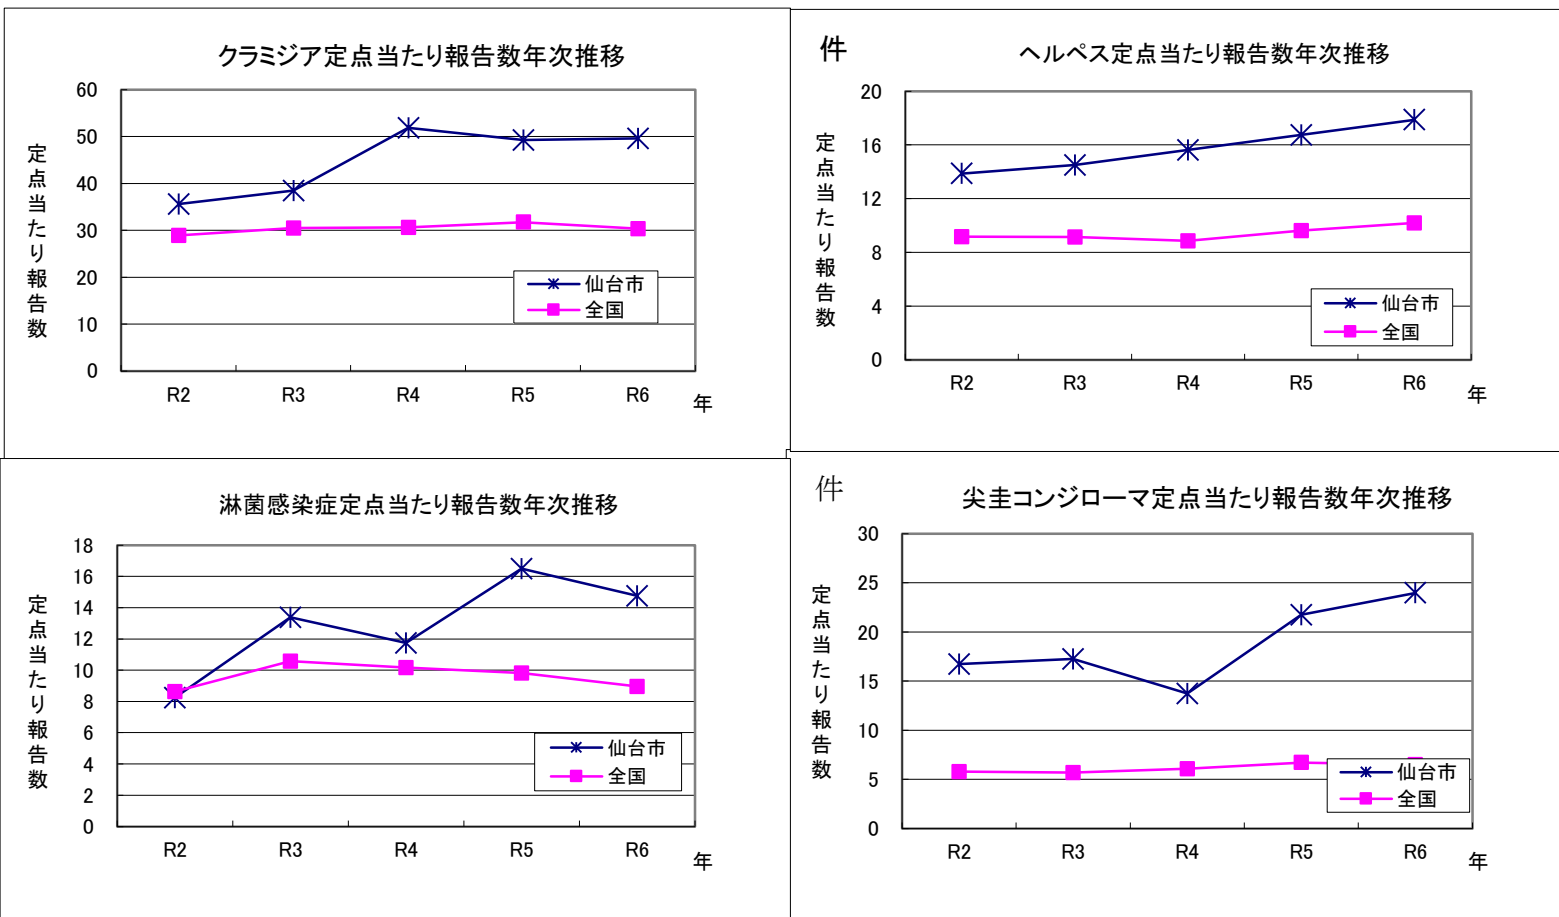 クラミジア定点当たり報告数年次推移
定点当たり報告数
60
50
40
30
20
10
0
仙台市
全国
R2 R3 R4 R5 R6
年
件
ヘルペス定点当たり報告数年次推移
定点当たり報告数
20
16
12
8
4
0
仙台市
全国
R2 R3 R4 R5 R6
年
淋菌感染症定点当たり報告数年次推移
定点当たり報告数
18
16
14
12
10
8
6
4
2
0
仙台市
全国
R2 R3 R4 R5 R6
年
件
尖圭コンジローマ定点当たり報告数年次推移
定点当たり報告数
30
25
20
15
10
5
0
仙台市
全国
R2 R3 R4 R5 R6
年